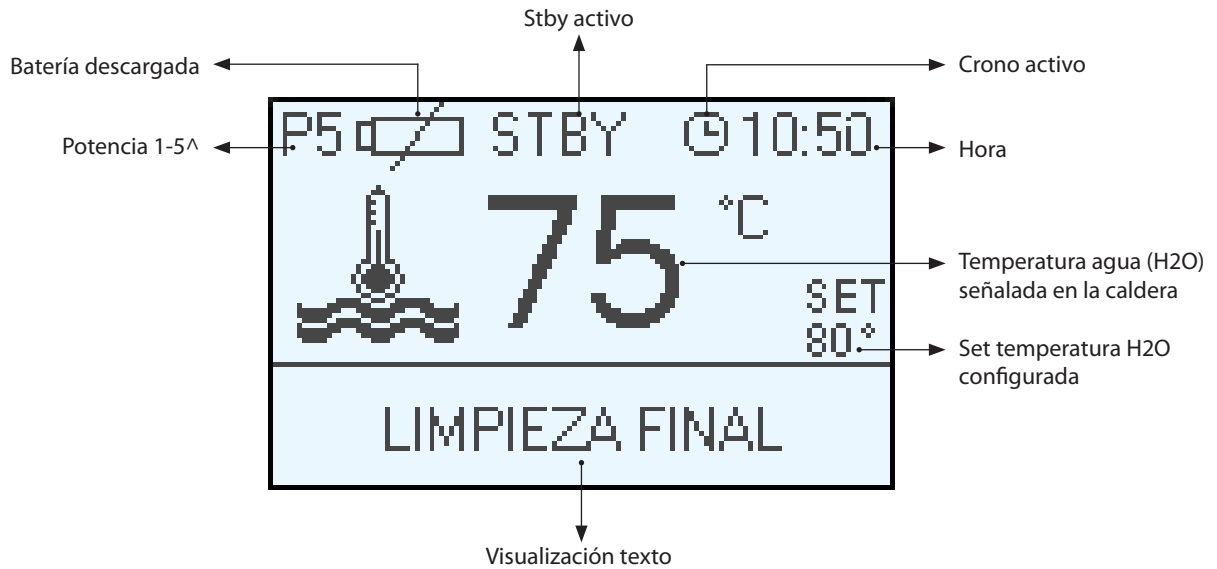 Stby activo
Batería descargada
Crono activo
P5 STBY 10:50
Potencia 1-5^
Hora
75 °C
Temperatura agua (H2O)
señalada en la caldera
SET
80°
Set temperatura H2O
configurada
LIMPIEZA FINAL
Visualización texto